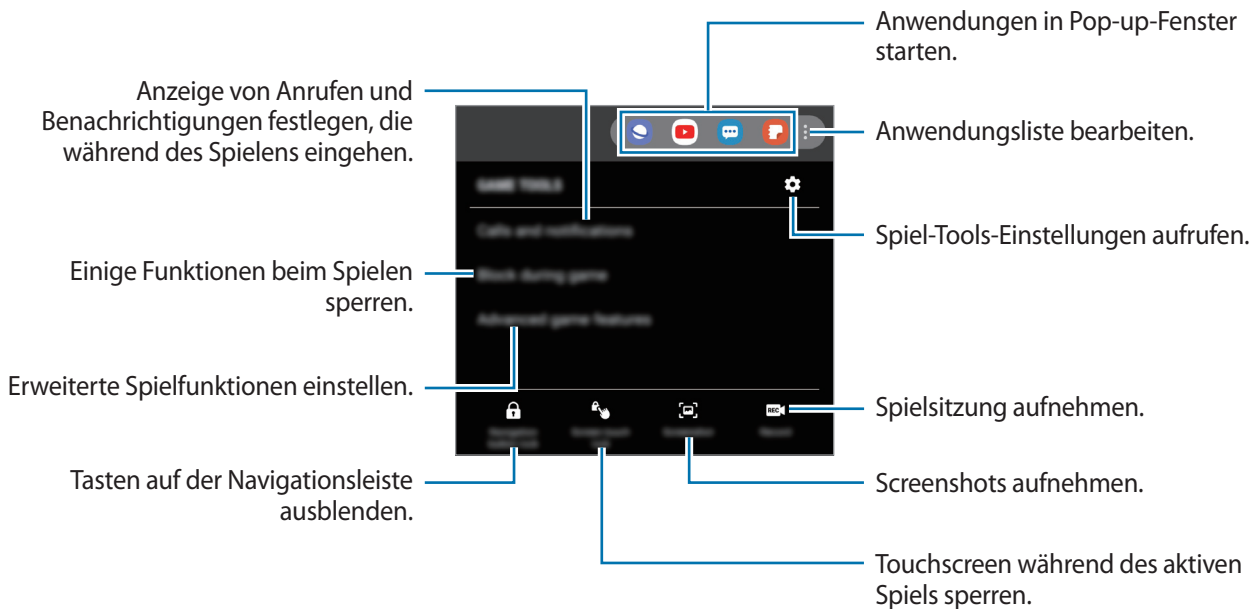 Anwendungen in Pop-up-Fenster
starten.
Anzeige von Anrufen und
Benachrichtigungen festlegen, die
während des Spielens eingehen.
Anwendungsliste bearbeiten.
GAME TOOLS
Spiel-Tools-Einstellungen aufrufen.
Calls and notifications
Einige Funktionen beim Spielen
sperren.
Block during game
Advanced game features
Erweiterte Spielfunktionen einstellen.
REC
Spielsitzung aufnehmen.
Tasten auf der Navigationsleiste
ausblenden.
Screenshots aufnehmen.
Touchscreen während des aktiven
Spiels sperren.